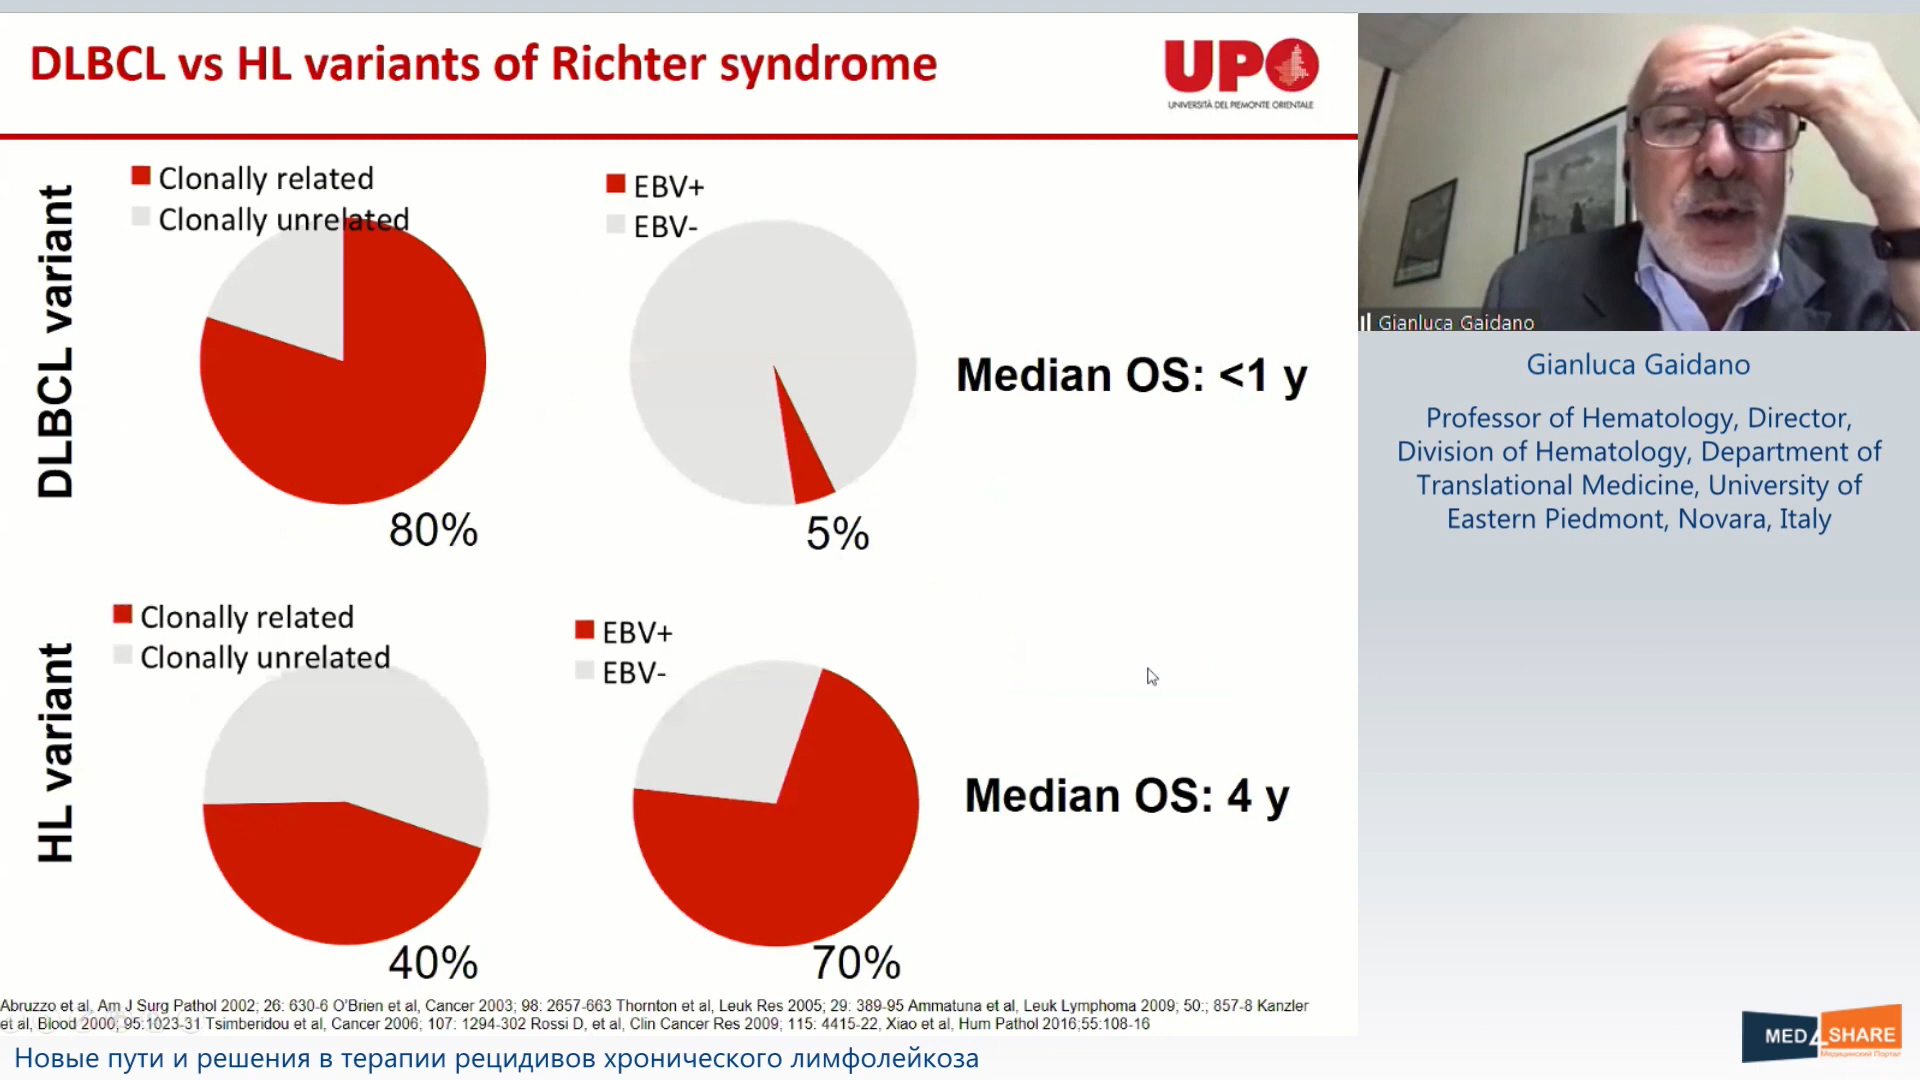 DLBCL vs HL variants of Richter syndrome
UPO
UNIVERSITÀ DEL PIEMONTE ORIENTALE
DLBCL variant
Clonally related
Clonally unrelated
80%
EBV+
EBV-
5%
Median OS: <1 y
HL variant
Clonally related
Clonally unrelated
40%
EBV+
EBV-
70%
Median OS: 4 y
Abruzzo et al, Am J Surg Pathol 2002; 26: 630-6 O'Brien et al, Cancer 2003; 98: 2657-663 Thornton et al, Leuk Res 2005; 29: 389-95 Ammatuna et al, Leuk Lymphoma 2009; 50:; 857-8 Kanzler
et al, Blood 2000; 95:1023-31 Tsimberidou et al, Cancer 2006; 107: 1294-302 Rossi D, et al, Clin Cancer Res 2009; 115: 4415-22, Xiao et al, Hum Pathol 2016;55:108-16
Gianluca Gaidano
Gianluca Gaidano
Professor of Hematology, Director,
Division of Hematology, Department of
Translational Medicine, University of
Eastern Piedmont, Novara, Italy
MED4SHARE
Медицинский Портал
Новые пути и решения в терапии рецидивов хронического лимфолейкоза